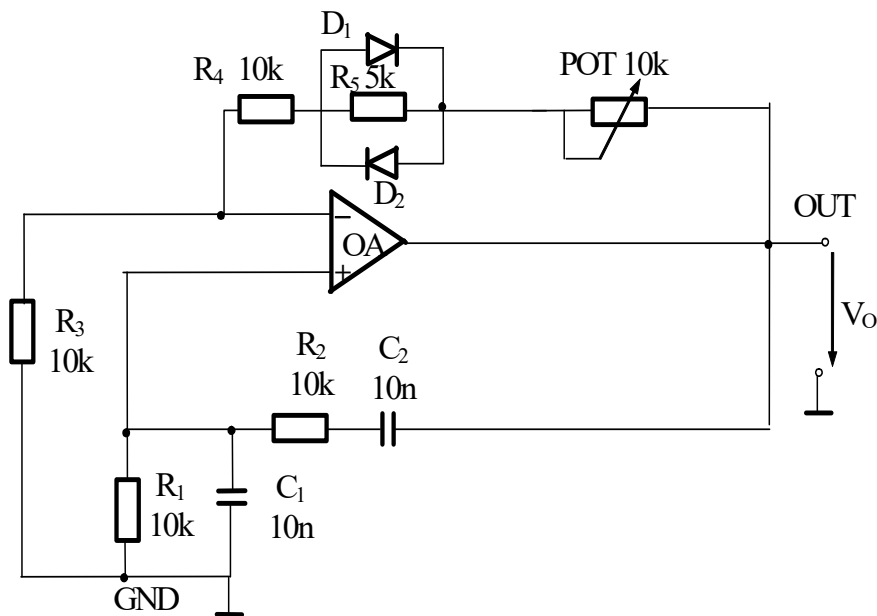 D₁
R₄ 10k
R₅ 5k
POT 10k
D₂
OUT
−
OA
+
V₀
R₃
10k
R₂
10k
C₂
10n
R₁
10k
C₁
10n
GND